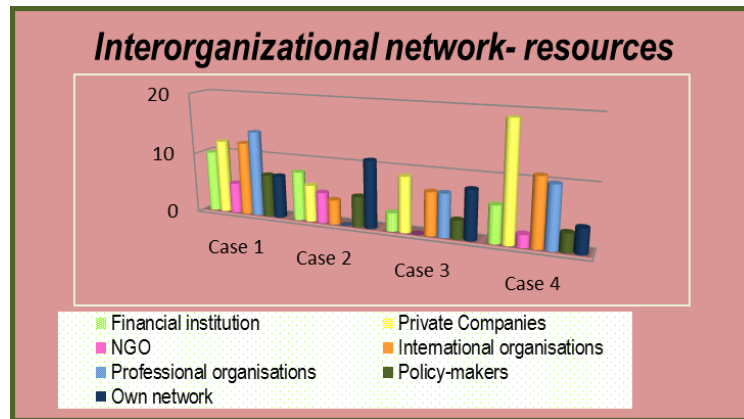 Interorganizational network- resources
20
10
0
Case 1
Case 2
Case 3
Case 4
Financial institution
Private Companies
NGO
International organisations
Professional organisations
Policy-makers
Own network